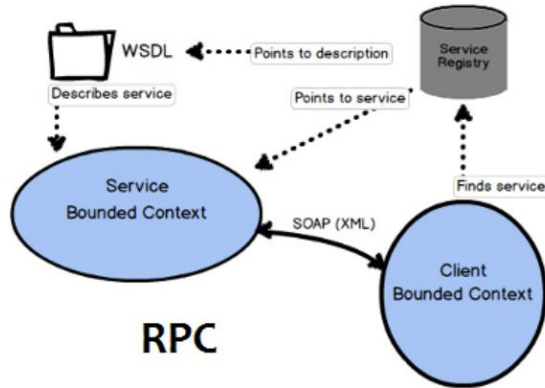 WSDL
Points to description
Service
Registry
Describes service
Points to service
Service
Bounded Context
Finds service
SOAP (XML)
Client
Bounded Context
RPC